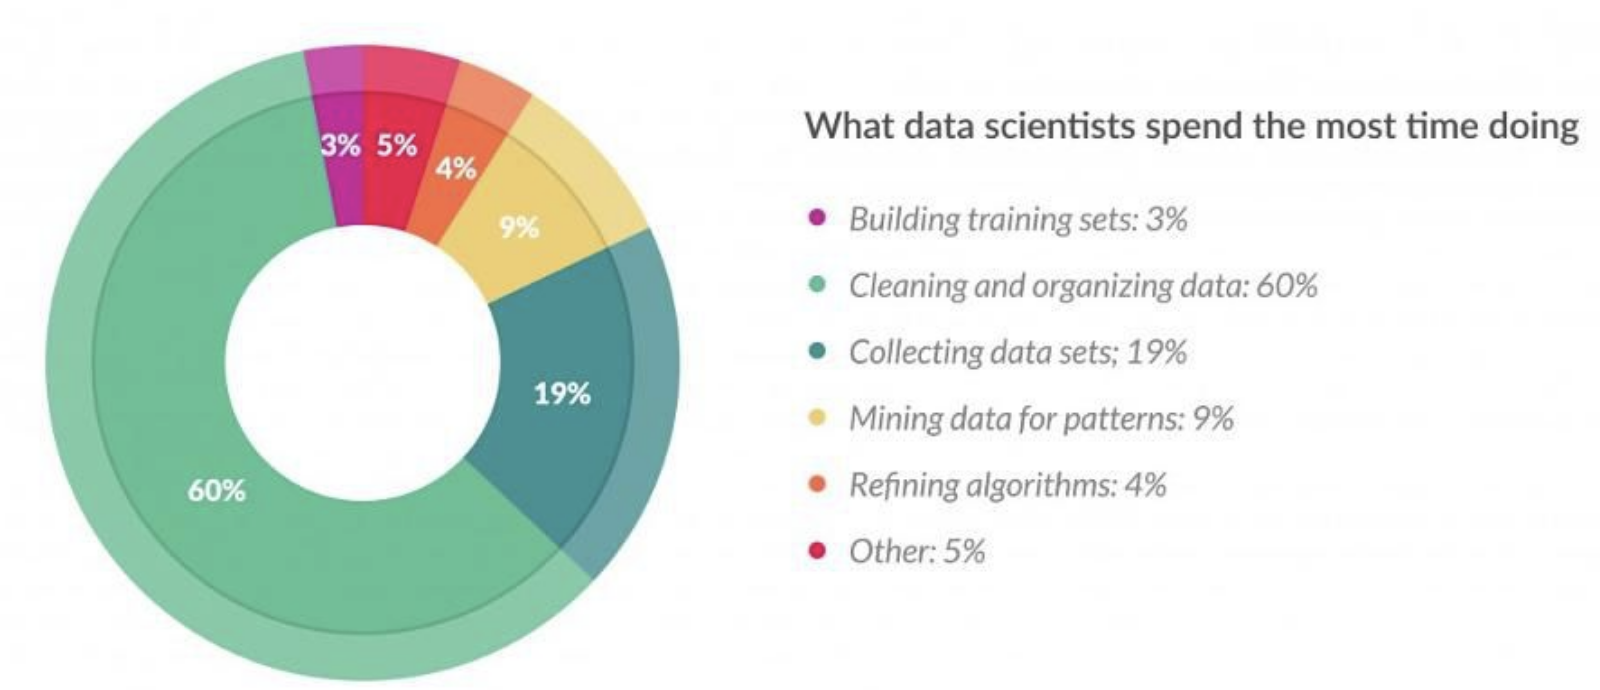 3%
5%
4%
9%
19%
60%
What data scientists spend the most time doing
Building training sets: 3%
Cleaning and organizing data: 60%
Collecting data sets; 19%
Mining data for patterns: 9%
Refining algorithms: 4%
Other: 5%